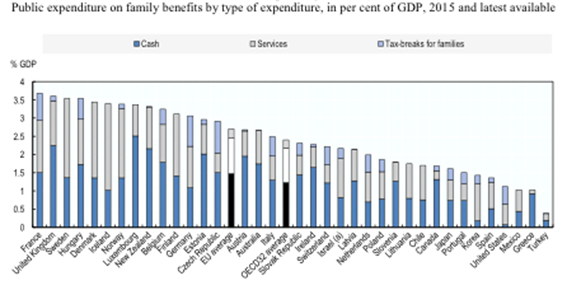 Public expenditure on family benefits by type of expenditure, in per cent of GDP, 2015 and latest available
Cash Services Tax-breaks for families
% GDP
4
3.5
3
2.5
2
1.5
1
0.5
0
France
United Kingdom
Sweden
Hungary
Denmark
Iceland
Norway
Luxembourg
New Zealand
Belgium
Finland
Germany
Estonia
Czech Republic
EU average
Austria
Australia
Italy
OECD32 average
Slovak Republic
Ireland
Switzerland
Israel (a)
Latvia
Netherlands
Poland
Slovenia
Lithuania
Chile
Canada
Japan
Portugal
Korea
Spain
United States
Mexico
Greece
Turkey